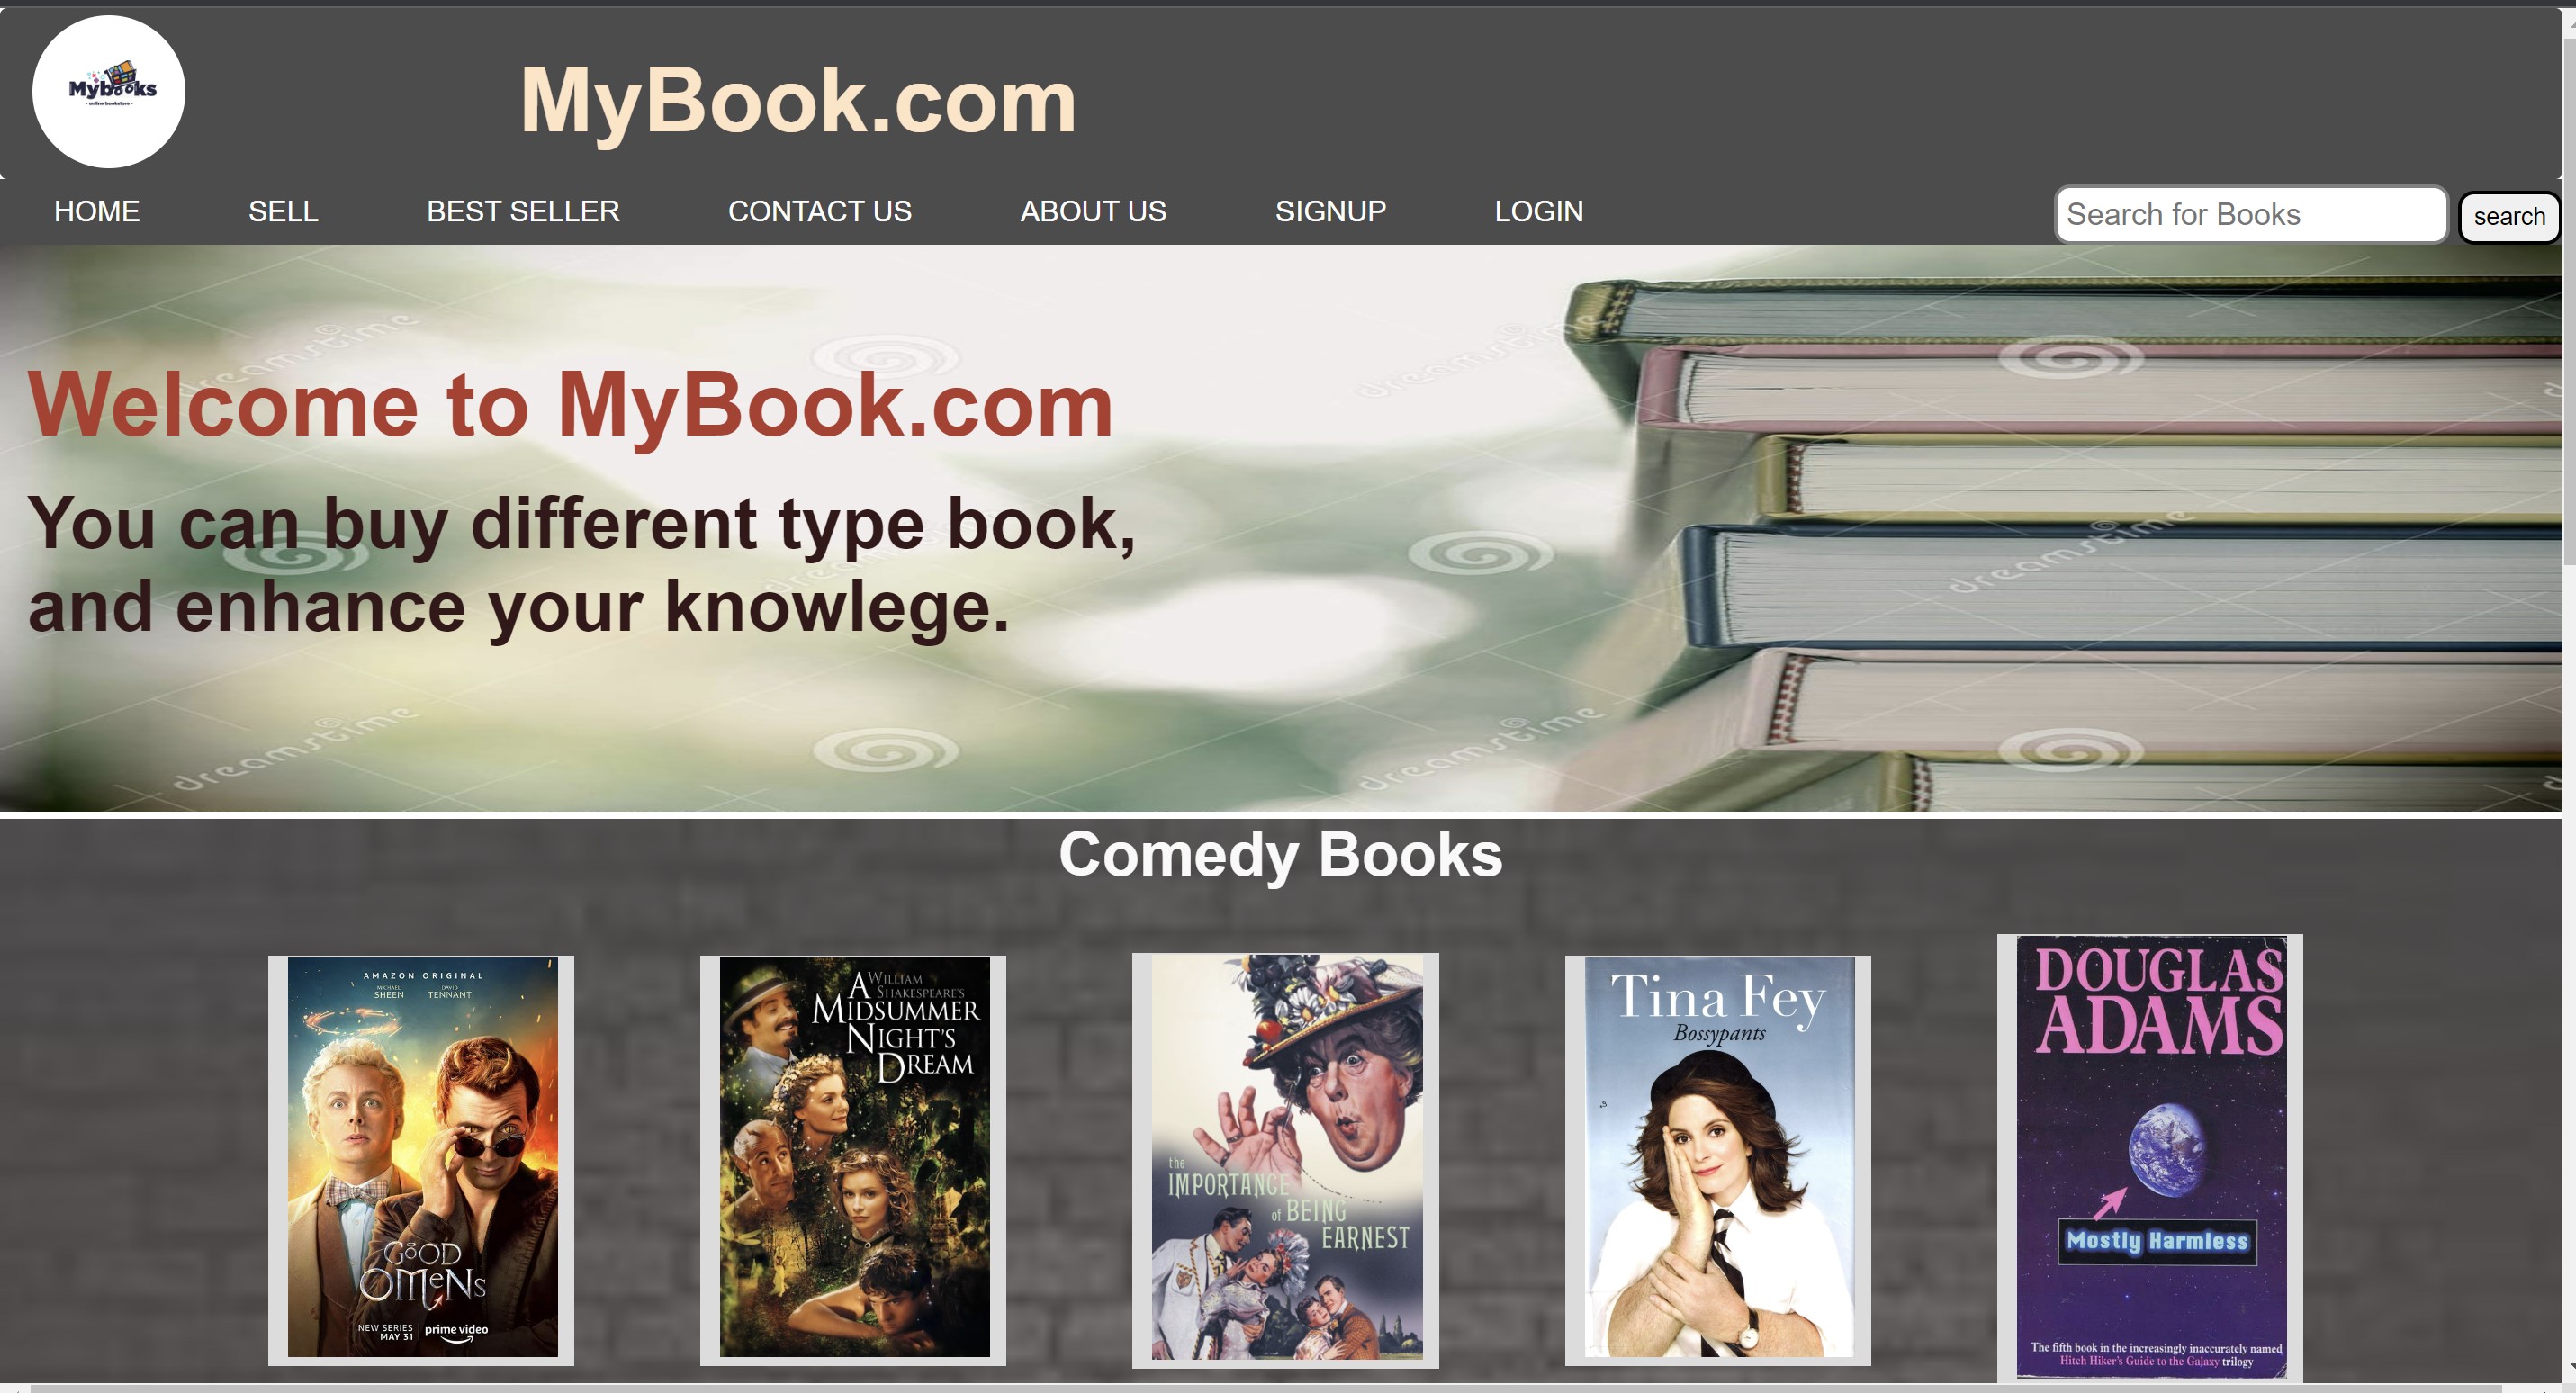 Mybooks
- online bookstore -
MyBook.com
HOME
SELL
BEST SELLER
CONTACT US
ABOUT US
SIGNUP
LOGIN
Search for Books
search
dreamstime
dreamstime
Welcome to MyBook.com
You can buy different type book,
and enhance your knowlege.
dreamstime
dreamstime
dreamstime
Comedy Books
AMAZON ORIGINAL
MICHAEL
SHEEN
DAVID
TENNANT
GOOD
OMENS
NEW SERIES
MAY 31
prime video
WILLIAM
SHAKESPEARE'S
A
MIDSUMMER
NIGHT'S
DREAM
the
IMPORTANCE
of BEING
EARNEST
Tina Fey
Bossypants
DOUGLAS
ADAMS
Mostly Harmless
The fifth book in the increasingly inaccurately named
Hitch Hiker's Guide to the Galaxy trilogy